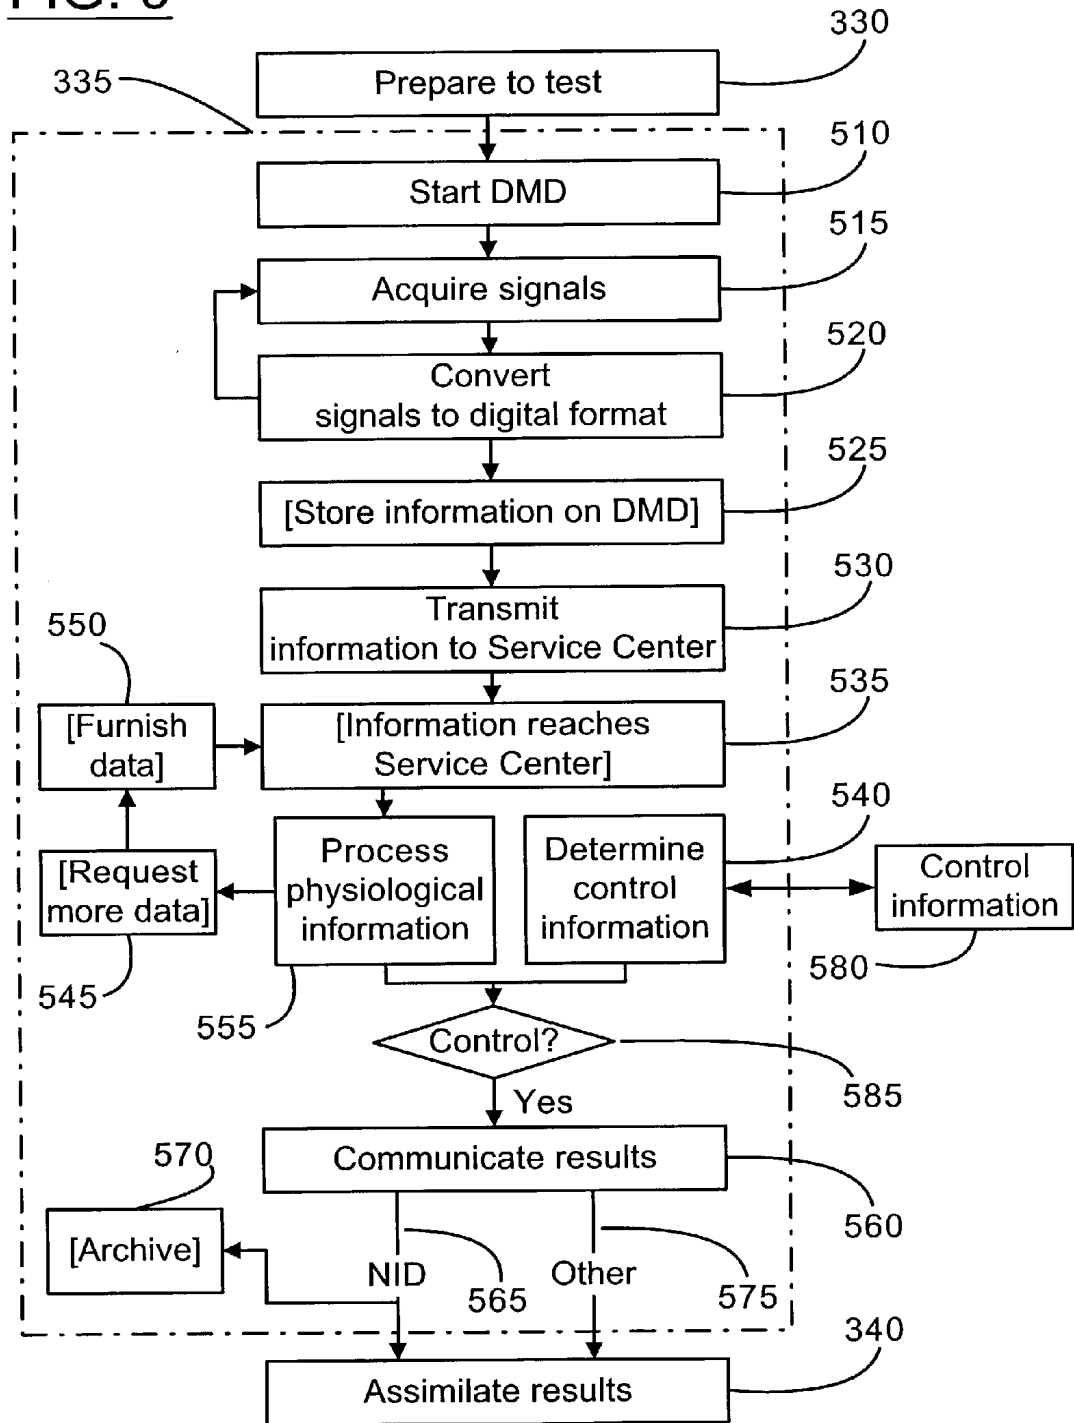 330
Prepare to test
335
510
Start DMD
515
Acquire signals
520
Convert
signals to digital format
525
[Store information on DMD]
530
Transmit
information to Service Center
550
535
[Furnish
data]
[Information reaches
Service Center]
540
[Request
more data]
Process
physiological
information
Determine
control
information
Control
information
545
555
580
Control?
585
Yes
570
Communicate results
560
[Archive]
NID
565
Other
575
340
Assimilate results